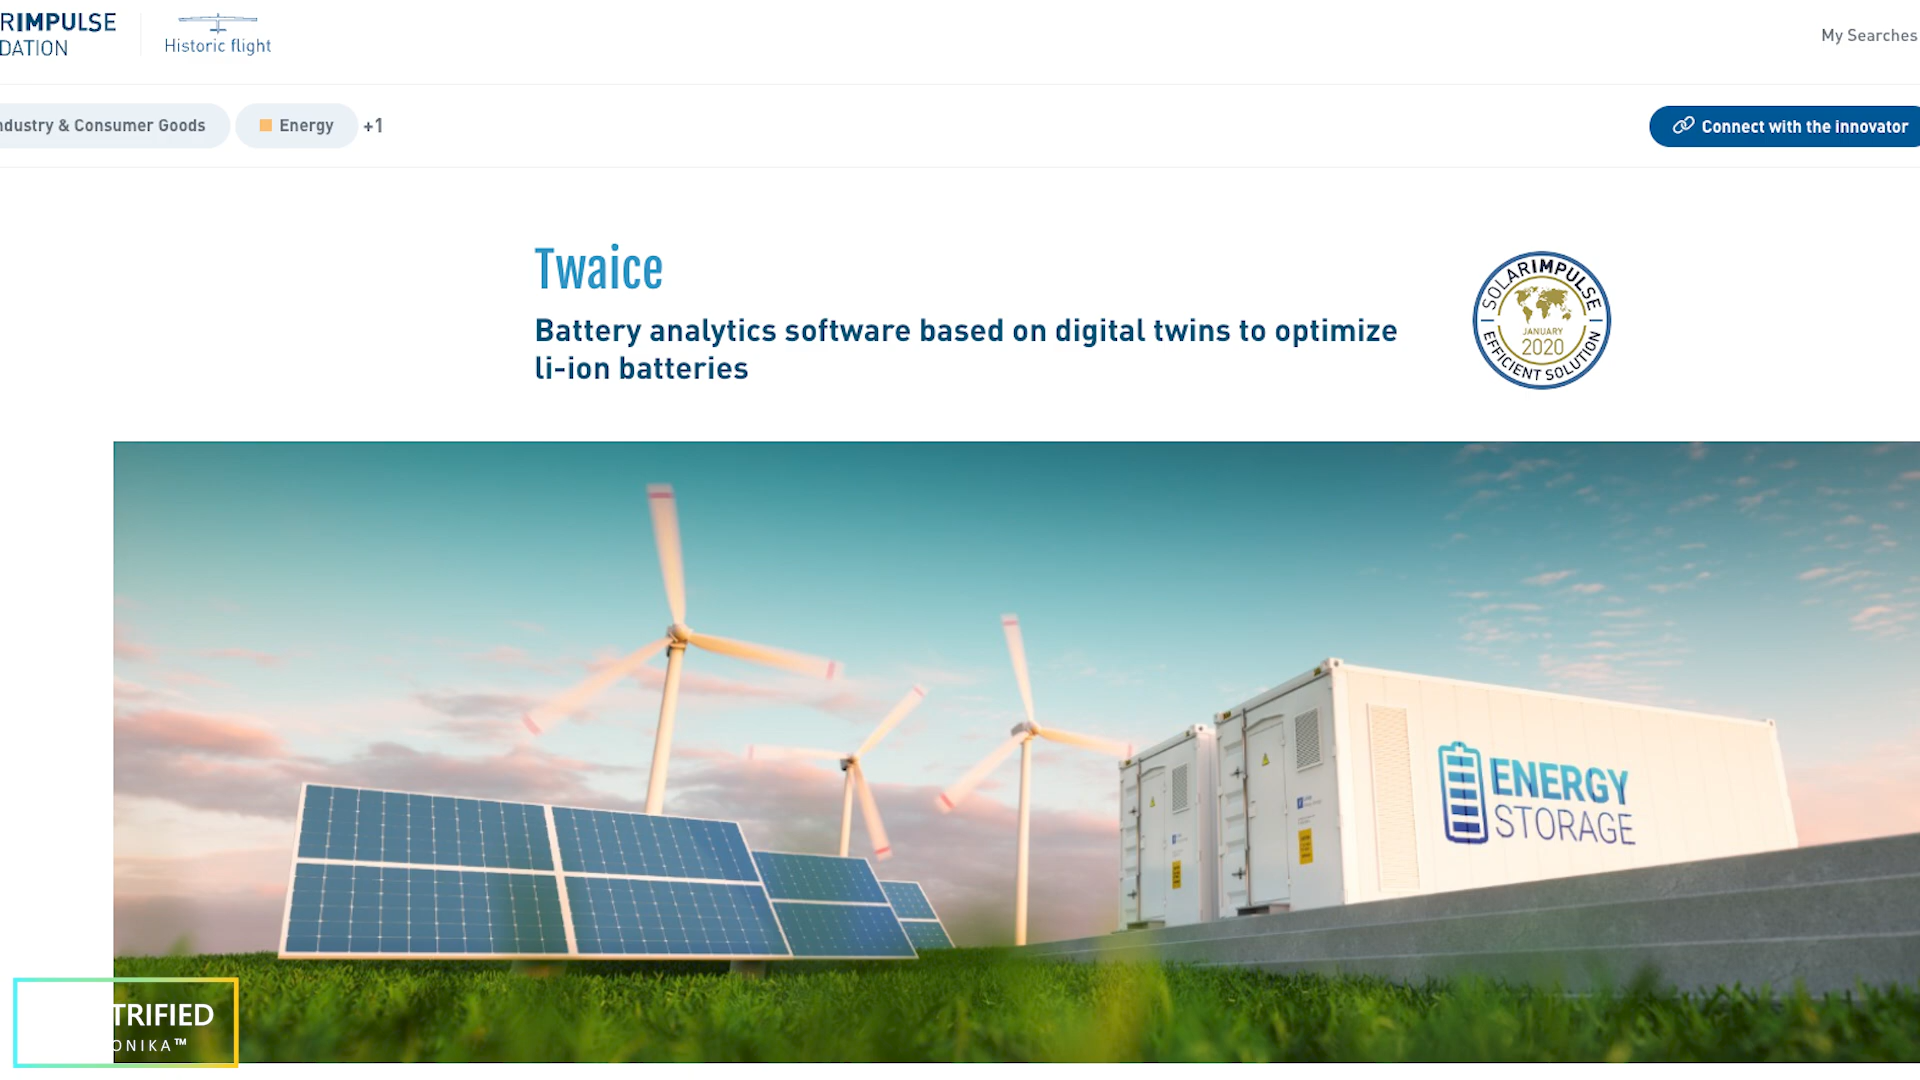 RIMPULSE
DATION
Historic flight
My Searches
ndustry & Consumer Goods
Energy
+1
Connect with the innovator
Twaice
Battery analytics software based on digital twins to optimize
li-ion batteries
SOLARIMPULSE
JANUARY
2020
EFFICIENT SOLUTION
ENERGY
STORAGE
TRIFIED
ONIKA™